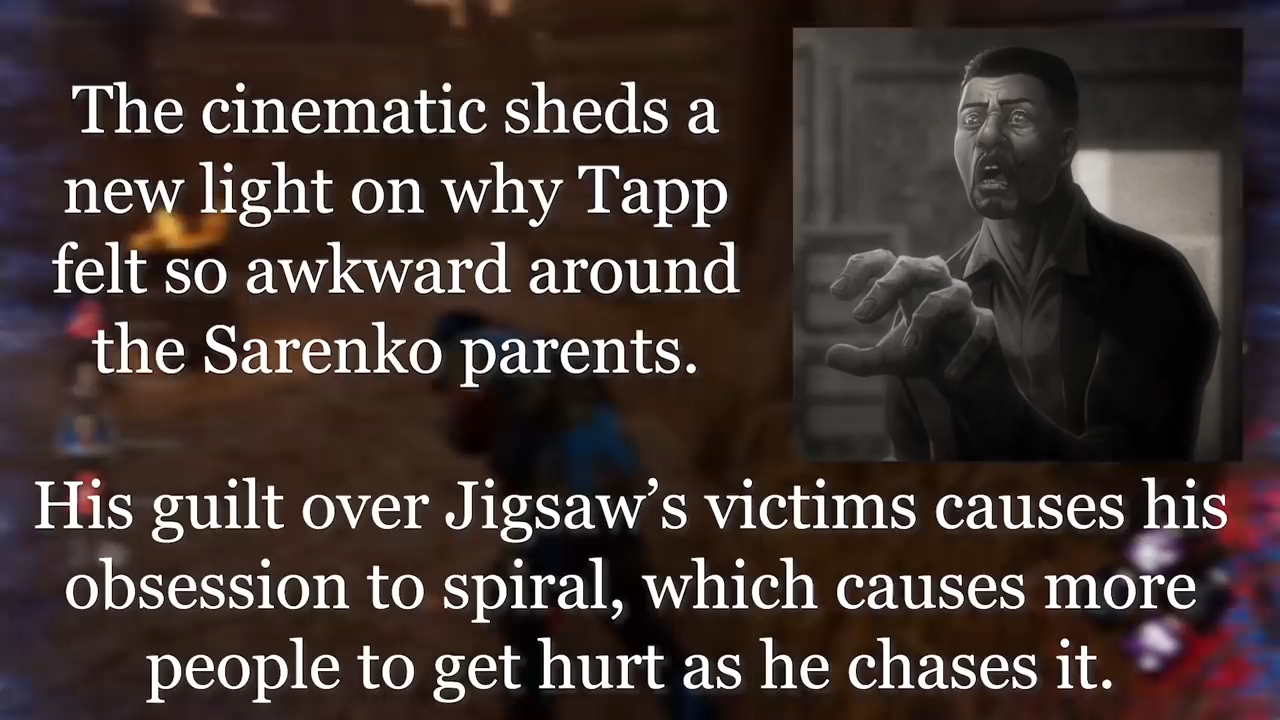 The cinematic sheds a
new light on why Tapp
felt so awkward around
the Sarenko parents.
His guilt over Jigsaw’s victims causes his
obsession to spiral, which causes more
people to get hurt as he chases it.